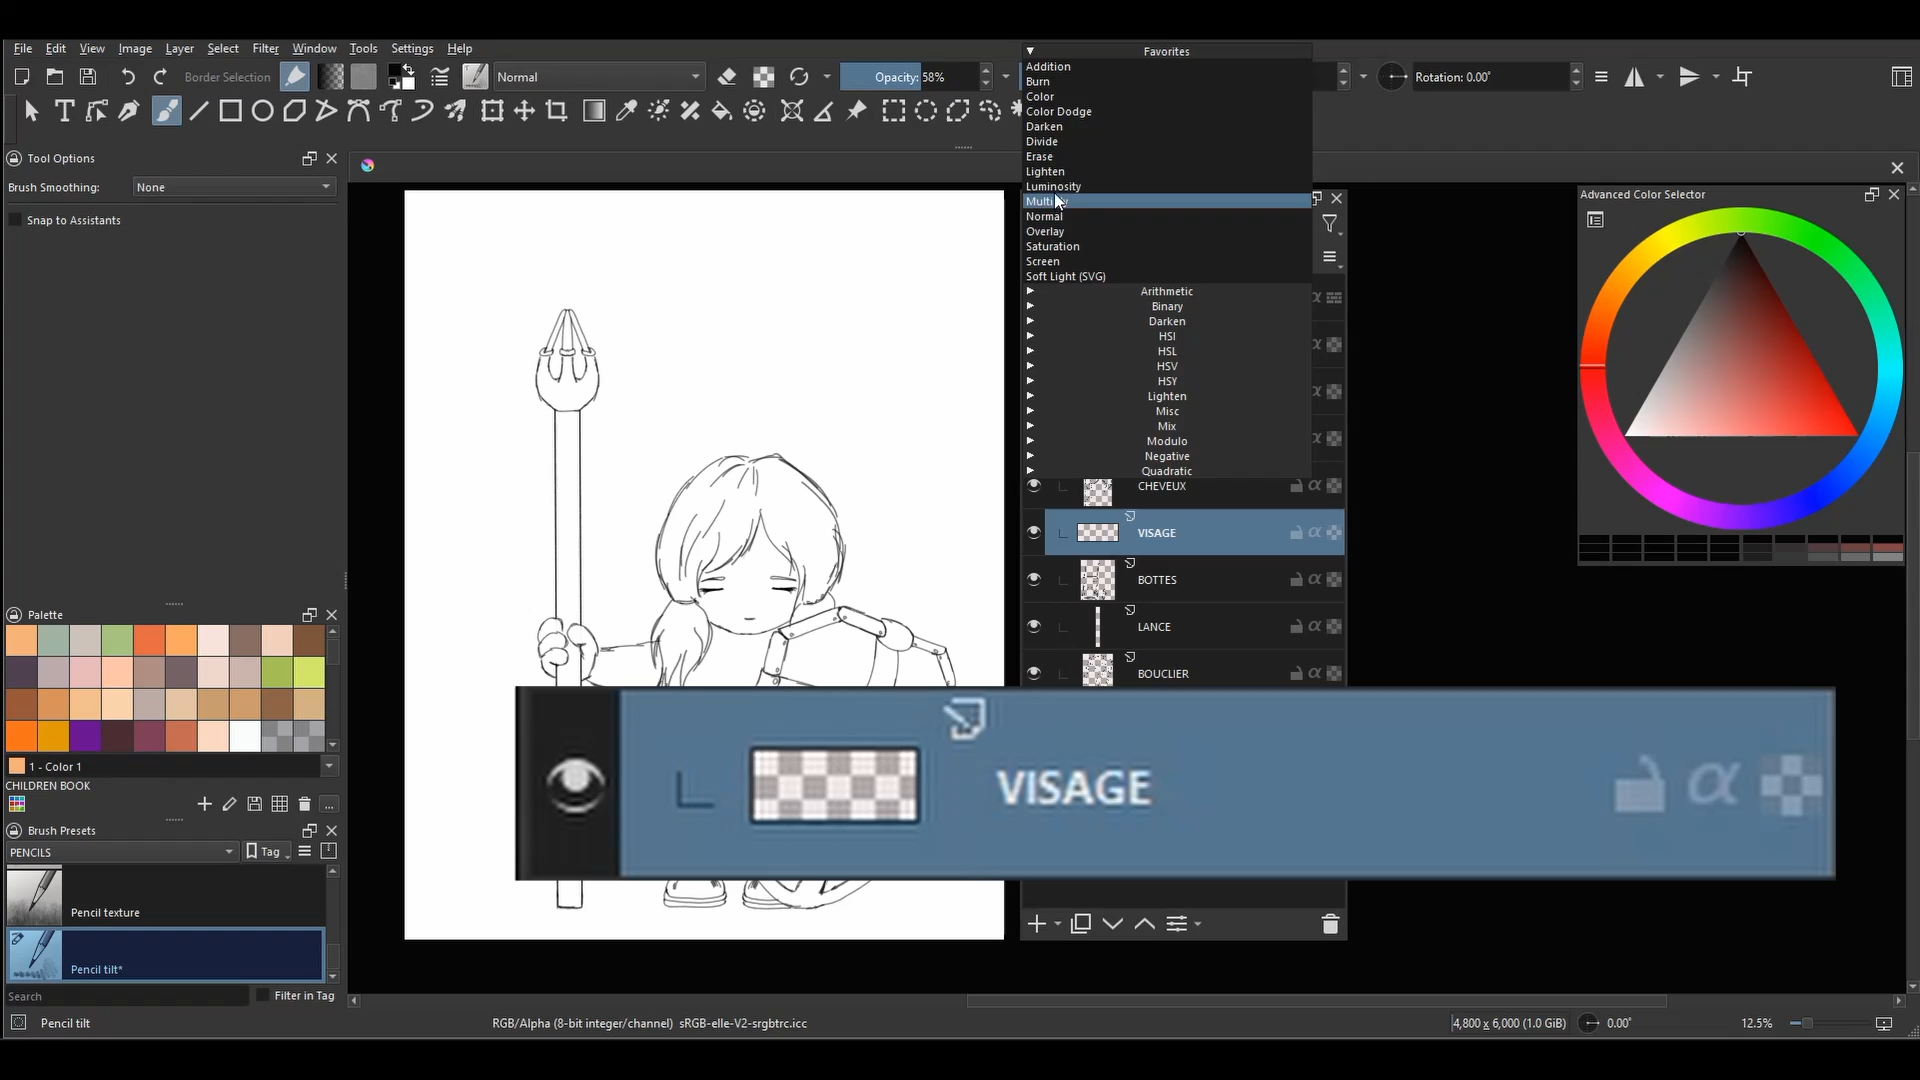 File Edit View Image Layer Select Filter Window Tools Settings Help
Border Selection
Normal
Opacity: 58%
Rotation: 0.00°
Favorites
Addition
Burn
Color
Color Dodge
Darken
Divide
Erase
Lighten
Luminosity
Normal
Overlay
Saturation
Screen
Soft Light (SVG)
Arithmetic
Binary
Darken
HSI
HSL
HSV
HSY
Lighten
Misc
Mix
Modulo
Negative
Quadratic
Tool Options
Brush Smoothing: None
Snap to Assistants
Advanced Color Selector
CHEVEUX
VISAGE
BOTTES
LANCE
BOUCLIER
VISAGE
Palette
1 - Color 1
CHILDREN BOOK
...
Brush Presets
PENCILS
Tag
Pencil texture
Pencil tilt*
Search
Filter in Tag
Pencil tilt
RGB/Alpha (8-bit integer/channel) sRGB-elle-V2-srgbtrc.icc
4,800 x 6,000 (1.0 GiB)
0.00°
12.5%